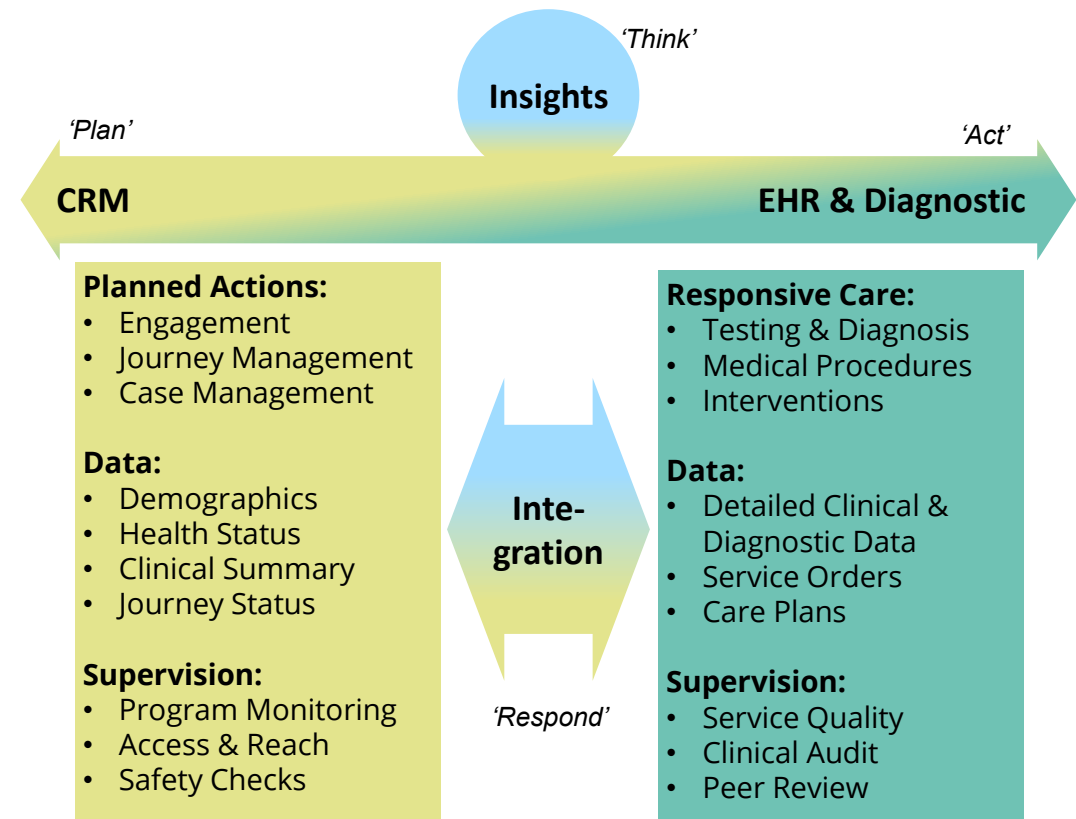 ‘Think’
Insights
‘Plan’
‘Act’
CRM
EHR & Diagnostic
Planned Actions:
• Engagement
• Journey Management
• Case Management
Data:
• Demographics
• Health Status
• Clinical Summary
• Journey Status
Supervision:
• Program Monitoring
• Access & Reach
• Safety Checks
Inte-
gration
‘Respond’
Responsive Care:
• Testing & Diagnosis
• Medical Procedures
• Interventions
Data:
• Detailed Clinical &
Diagnostic Data
• Service Orders
• Care Plans
Supervision:
• Service Quality
• Clinical Audit
• Peer Review